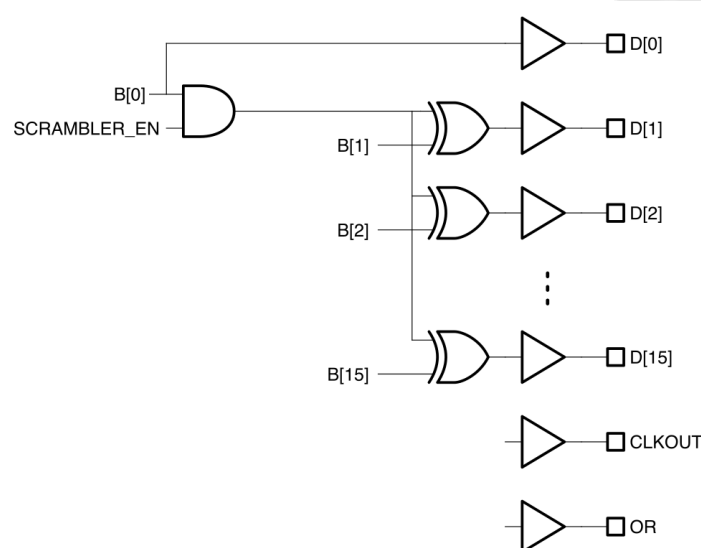 D[0]
B[0]
SCRAMBLER_EN
D[1]
B[1]
D[2]
B[2]
D[15]
B[15]
CLKOUT
OR